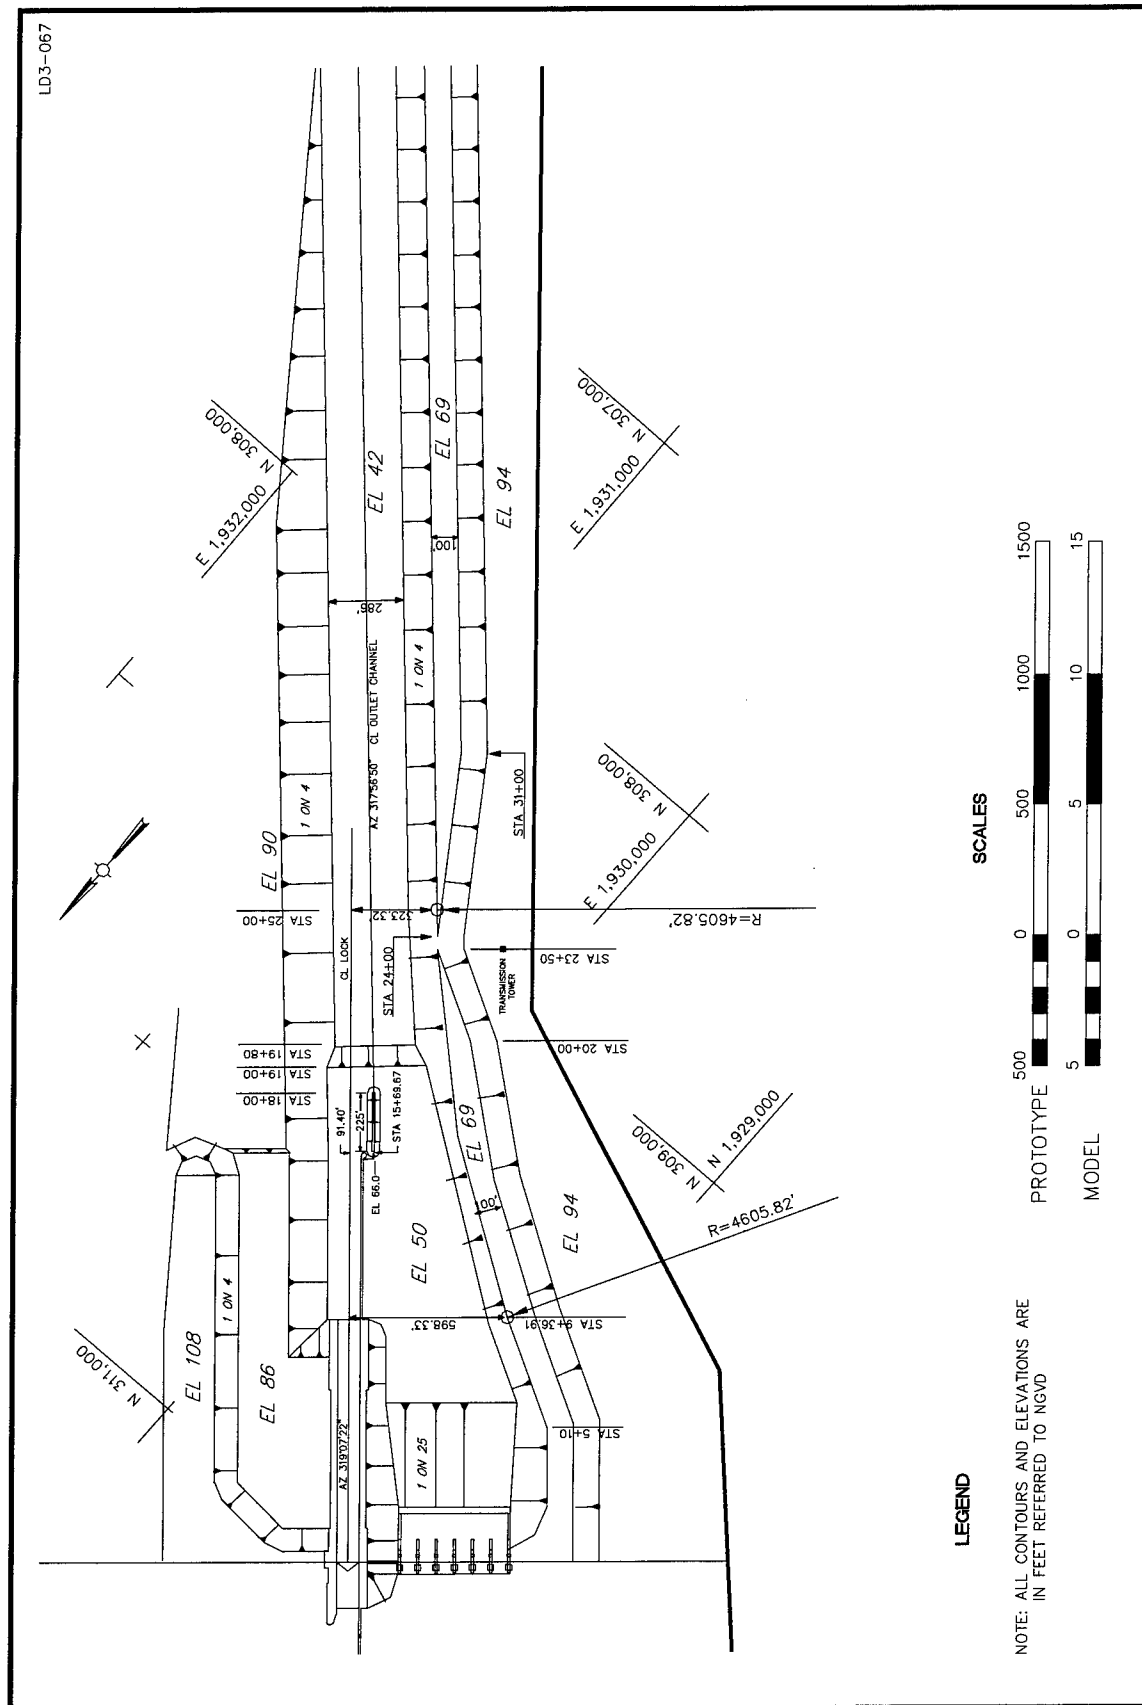 LD3-067
N 308,000
E 1,932,000
EL 42
EL 69
EL 94
N 307,000
E 1,931,000
100'
286'
AZ 317°56'50" CL OUTLET CHANNEL
1 ON 4
1 ON 4
EL 90
STA 31+00
N 308,000
E 1,930,000
STA 25+00
323.32'
R=4605.82'
CL LOCK
STA 24+00
STA 23+50
TRANSMISSION
TOWER
STA 20+00
STA 19+80
STA 19+00
STA 18+00
91.40'
225'
STA 15+69.67
EL 66.0
EL 69
100'
EL 50
EL 94
N 309,000
N 1,929,000
R=4605.82'
598.33'
STA 9+36.91
1 ON 4
EL 108
EL 86
N 311,000
AZ 319°07'22"
1 ON 25
STA 5+10
SCALES
PROTOTYPE 500 0 500 1000 1500
MODEL 5 0 5 10 15
LEGEND
NOTE: ALL CONTOURS AND ELEVATIONS ARE
IN FEET REFERRED TO NGVD